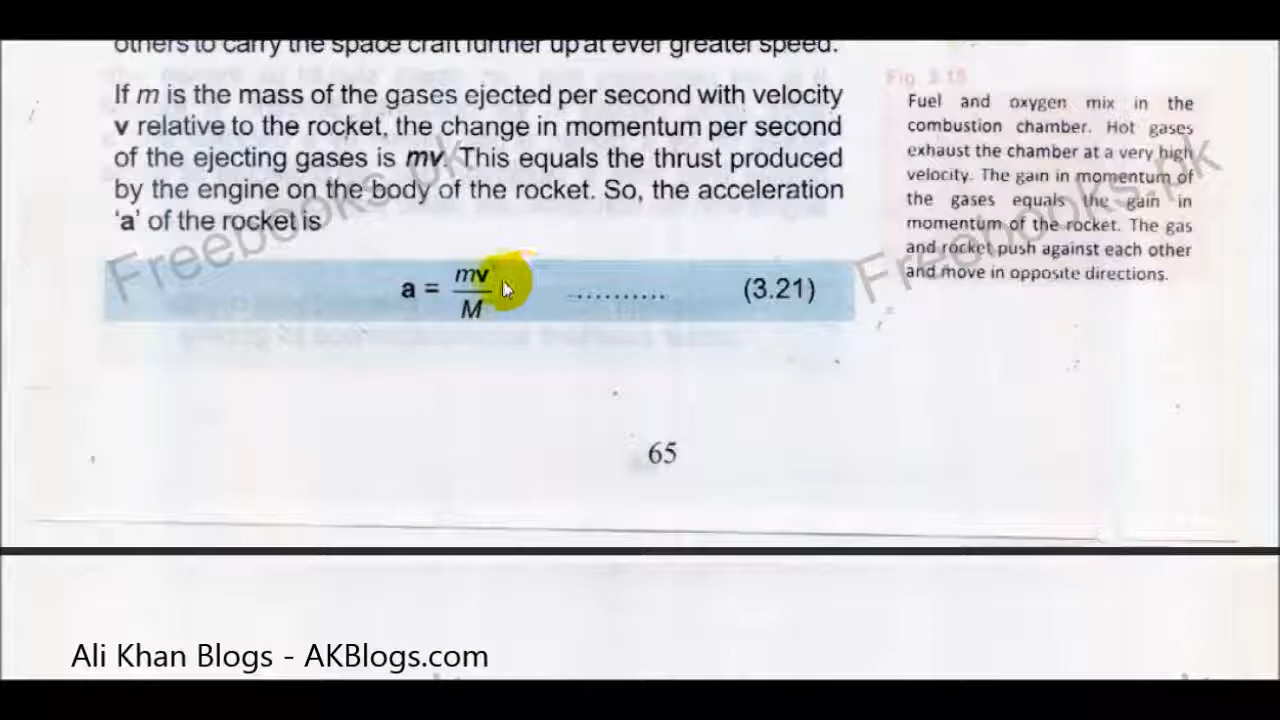 others to carry the space craft further up at ever greater speed.
If m is the mass of the gases ejected per second with velocity
v relative to the rocket, the change in momentum per second
of the ejecting gases is mv. This equals the thrust produced
by the engine on the body of the rocket. So, the acceleration
‘a’ of the rocket is
a = mv/M ........... (3.21)
65
Fig. 3.15
Fuel and oxygen mix in the
combustion chamber. Hot gases
exhaust the chamber at a very high
velocity. The gain in momentum of
the gases equals the gain in
momentum of the rocket. The gas
and rocket push against each other
and move in opposite directions.
Freebooks.pk
Freebooks.pk
Ali Khan Blogs - AKBlogs.com